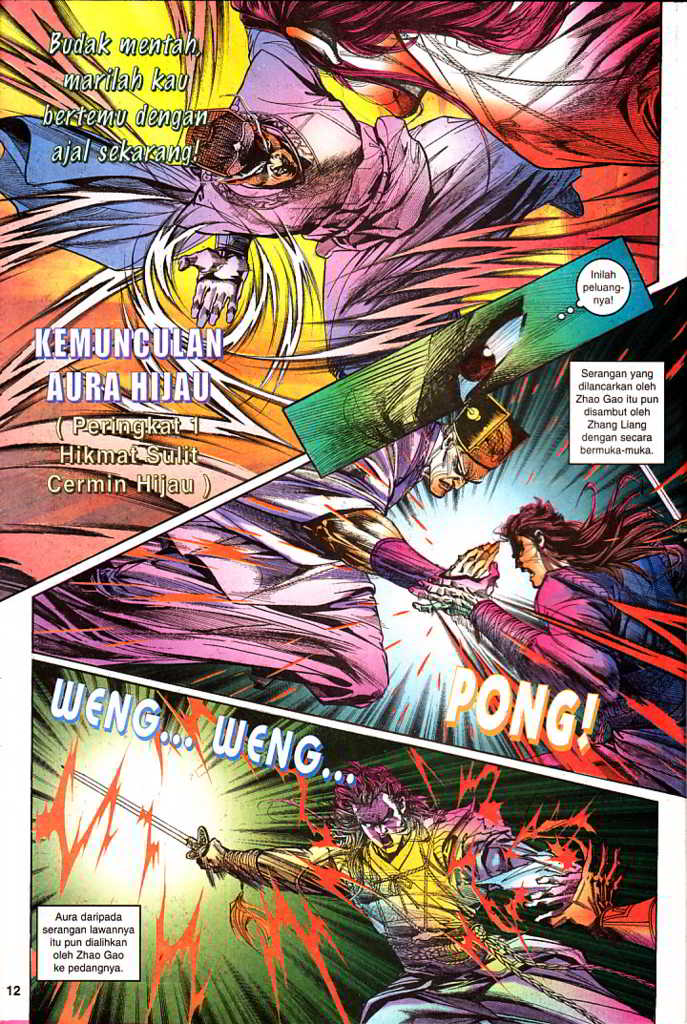 Budak mentah,
marilah kau
bertemu dengan
ajal sekarang!
Inilah
peluang-
nya!
KEMUNCULAN
AURA HIJAU
( Peringkat 1
Hikmat Sulit
Cermin Hijau )
Serangan yang
dilancarkan oleh
Zhao Gao itu pun
disambut oleh
Zhang Liang
dengan secara
bermuka-muka.
PONG!
WENG... WENG...
Aura daripada
serangan lawannya
itu pun dialihkan
oleh Zhao Gao
ke pedangnya.
12